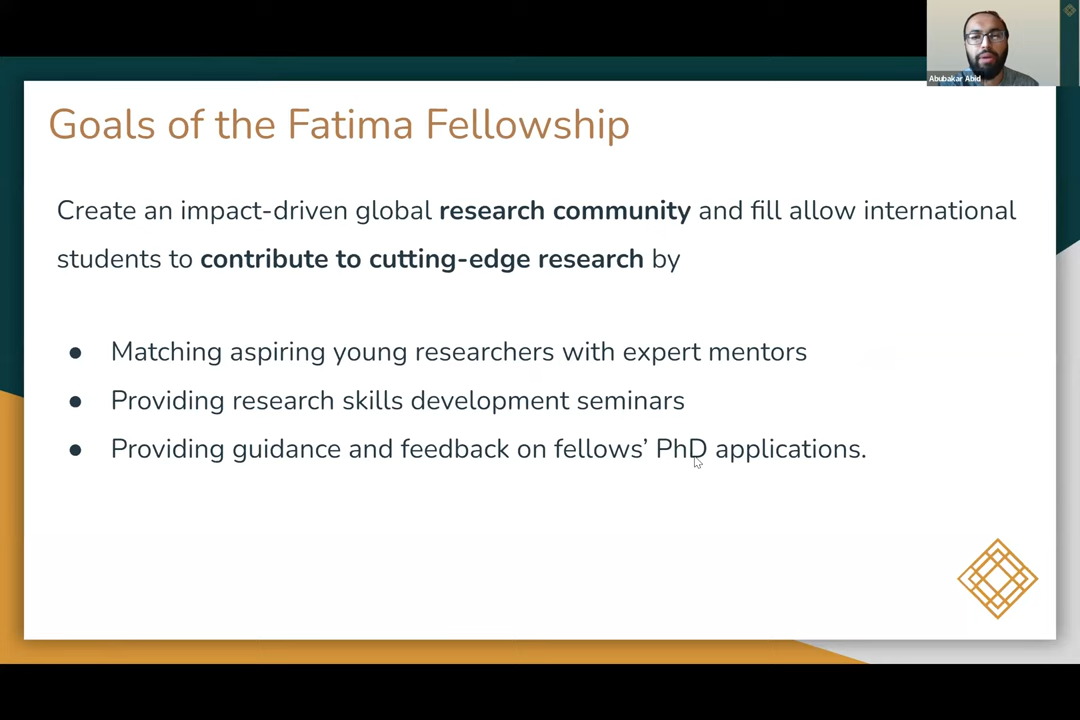 Abubakar Abid
Goals of the Fatima Fellowship
Create an impact-driven global research community and fill allow international
students to contribute to cutting-edge research by
● Matching aspiring young researchers with expert mentors
● Providing research skills development seminars
● Providing guidance and feedback on fellows’ PhD applications.